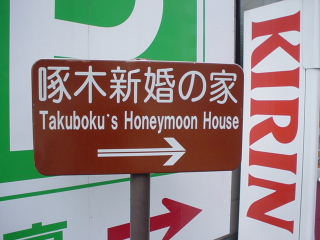 啄木新婚の家
Takuboku's Honeymoon House
KIRIN